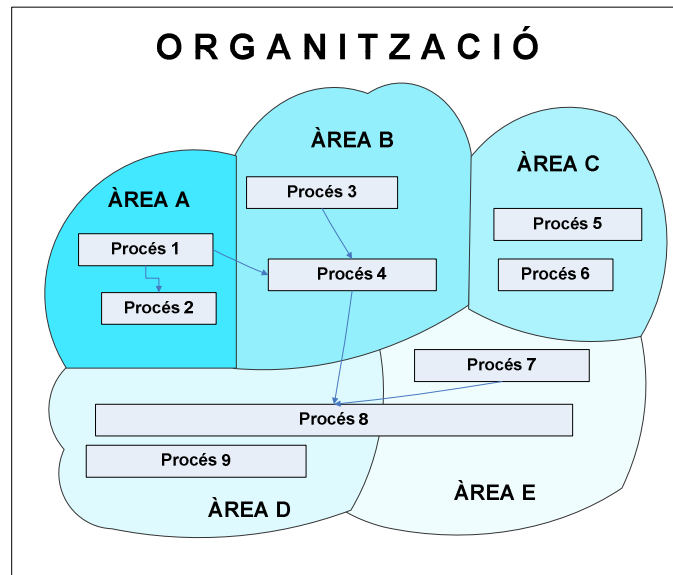 ORGANITZACIÓ
ÀREA A
Procés 1
Procés 2
ÀREA B
Procés 3
Procés 4
ÀREA C
Procés 5
Procés 6
Procés 7
Procés 8
Procés 9
ÀREA D
ÀREA E